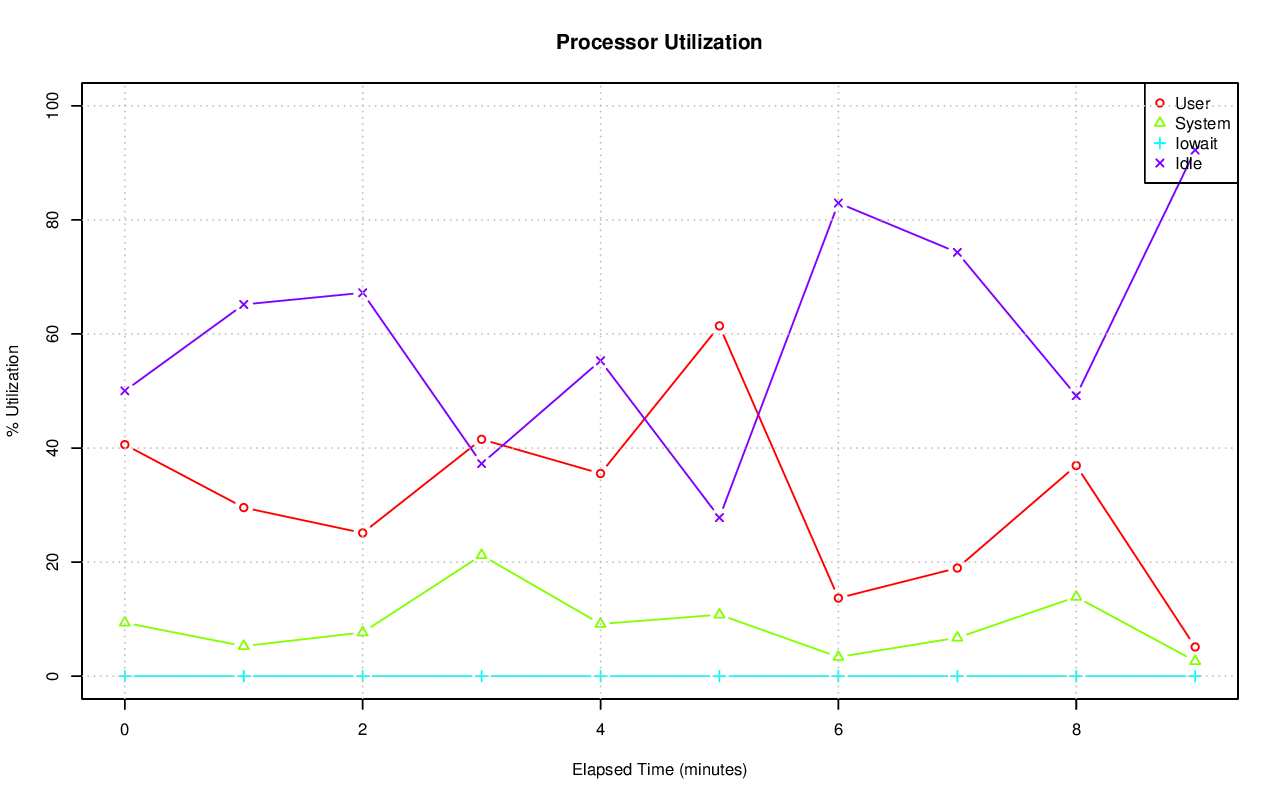 Processor Utilization
% Utilization
100
80
60
40
20
0
User
System
Iowait
Idle
0 2 4 6 8
Elapsed Time (minutes)